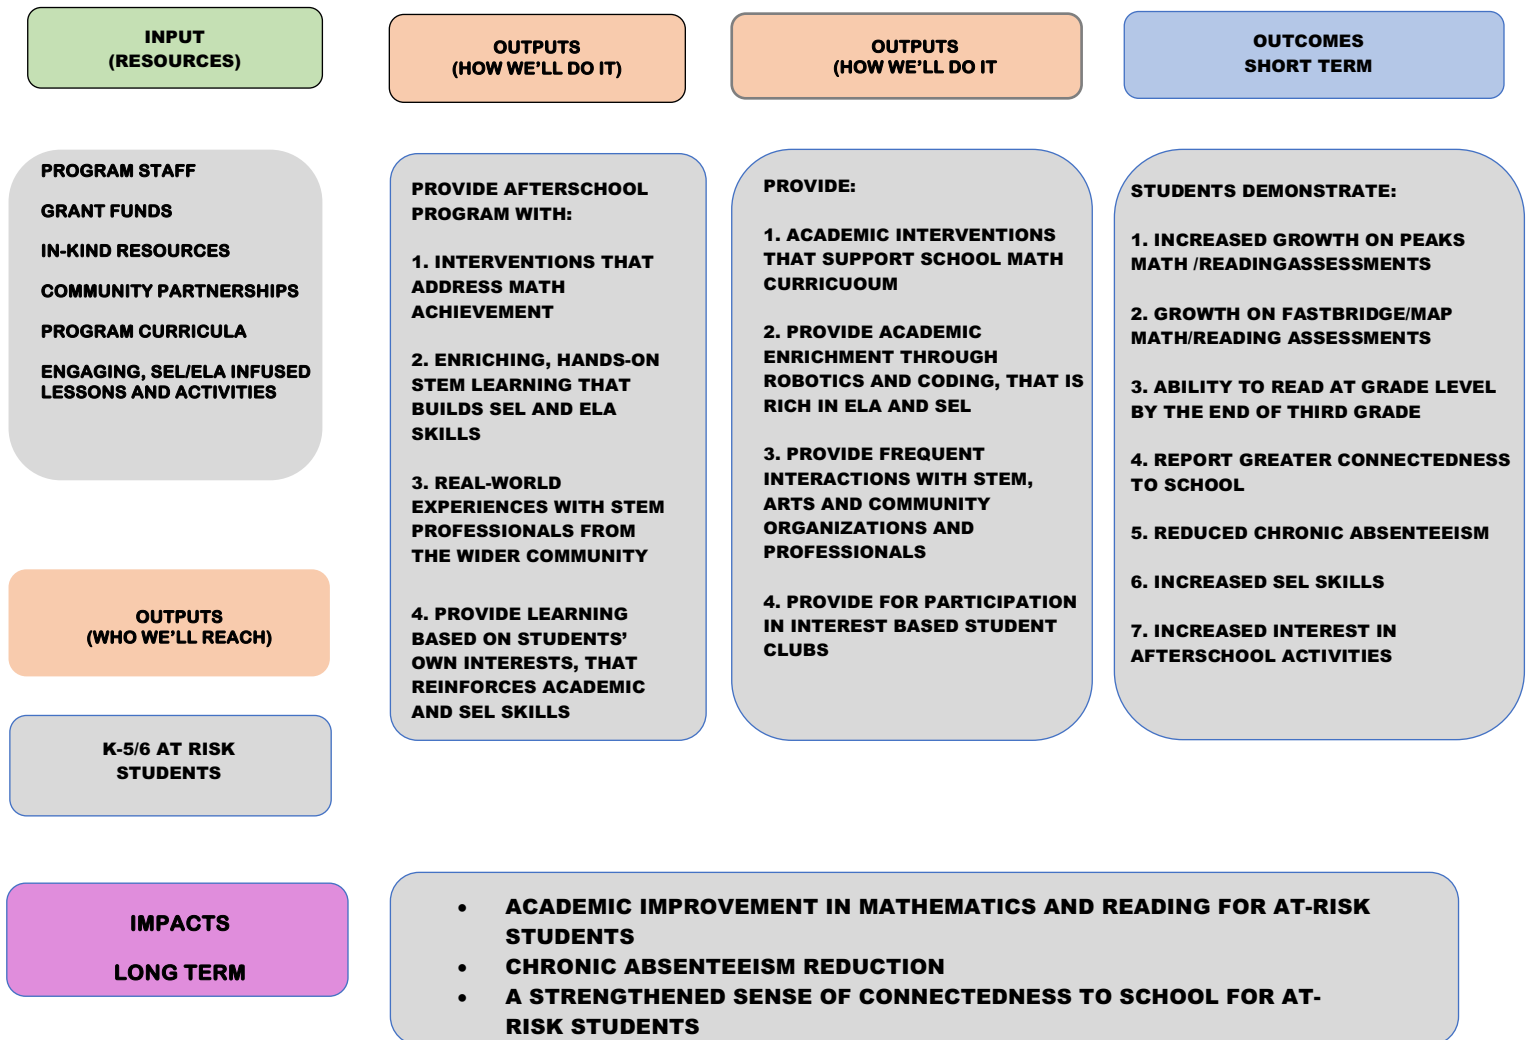 INPUT
(RESOURCES)
OUTPUTS
(HOW WE'LL DO IT)
OUTPUTS
(HOW WE'LL DO IT
OUTCOMES
SHORT TERM
PROGRAM STAFF
GRANT FUNDS
IN-KIND RESOURCES
COMMUNITY PARTNERSHIPS
PROGRAM CURRICULA
ENGAGING, SEL/ELA INFUSED
LESSONS AND ACTIVITIES
OUTPUTS
(WHO WE'LL REACH)
K-5/6 AT RISK
STUDENTS
PROVIDE AFTERSCHOOL
PROGRAM WITH:
1. INTERVENTIONS THAT
ADDRESS MATH
ACHIEVEMENT
2. ENRICHING, HANDS-ON
STEM LEARNING THAT
BUILDS SEL AND ELA
SKILLS
3. REAL-WORLD
EXPERIENCES WITH STEM
PROFESSIONALS FROM
THE WIDER COMMUNITY
4. PROVIDE LEARNING
BASED ON STUDENTS'
OWN INTERESTS, THAT
REINFORCES ACADEMIC
AND SEL SKILLS
PROVIDE:
1. ACADEMIC INTERVENTIONS
THAT SUPPORT SCHOOL MATH
CURRICUOUM
2. PROVIDE ACADEMIC
ENRICHMENT THROUGH
ROBOTICS AND CODING, THAT IS
RICH IN ELA AND SEL
3. PROVIDE FREQUENT
INTERACTIONS WITH STEM,
ARTS AND COMMUNITY
ORGANIZATIONS AND
PROFESSIONALS
4. PROVIDE FOR PARTICIPATION
IN INTEREST BASED STUDENT
CLUBS
STUDENTS DEMONSTRATE:
1. INCREASED GROWTH ON PEAKS
MATH /READINGASSESSMENTS
2. GROWTH ON FASTBRIDGE/MAP
MATH/READING ASSESSMENTS
3. ABILITY TO READ AT GRADE LEVEL
BY THE END OF THIRD GRADE
4. REPORT GREATER CONNECTEDNESS
TO SCHOOL
5. REDUCED CHRONIC ABSENTEEISM
6. INCREASED SEL SKILLS
7. INCREASED INTEREST IN
AFTERSCHOOL ACTIVITIES
IMPACTS
LONG TERM
• ACADEMIC IMPROVEMENT IN MATHEMATICS AND READING FOR AT-RISK
STUDENTS
• CHRONIC ABSENTEEISM REDUCTION
• A STRENGTHENED SENSE OF CONNECTEDNESS TO SCHOOL FOR AT-
RISK STUDENTS